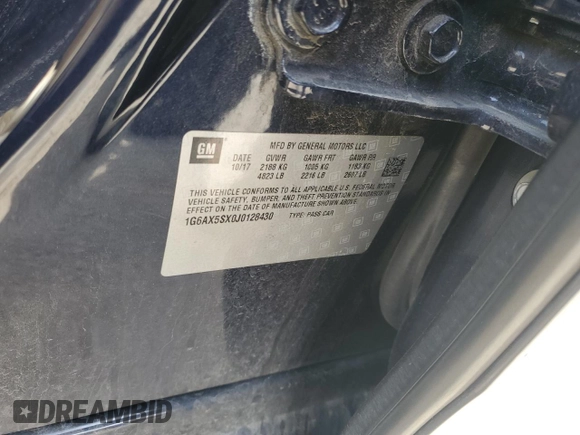 GM
MFD BY GENERAL MOTORS LLC
DATE GVWR GAWR FRT GAWR RR
10/17 2188 KG 1005 KG 1183 KG
4823 LB 2216 LB 2607 LB
THIS VEHICLE CONFORMS TO ALL APPLICABLE U.S. FEDERAL MOTOR
VEHICLE SAFETY, BUMPER, AND THEFT PREVENTION STANDARDS IN
EFFECT ON THE DATE OF MANUFACTURE SHOWN ABOVE.
1G6AX5SX0J0128430 TYPE: PASS CAR
DREAMBID